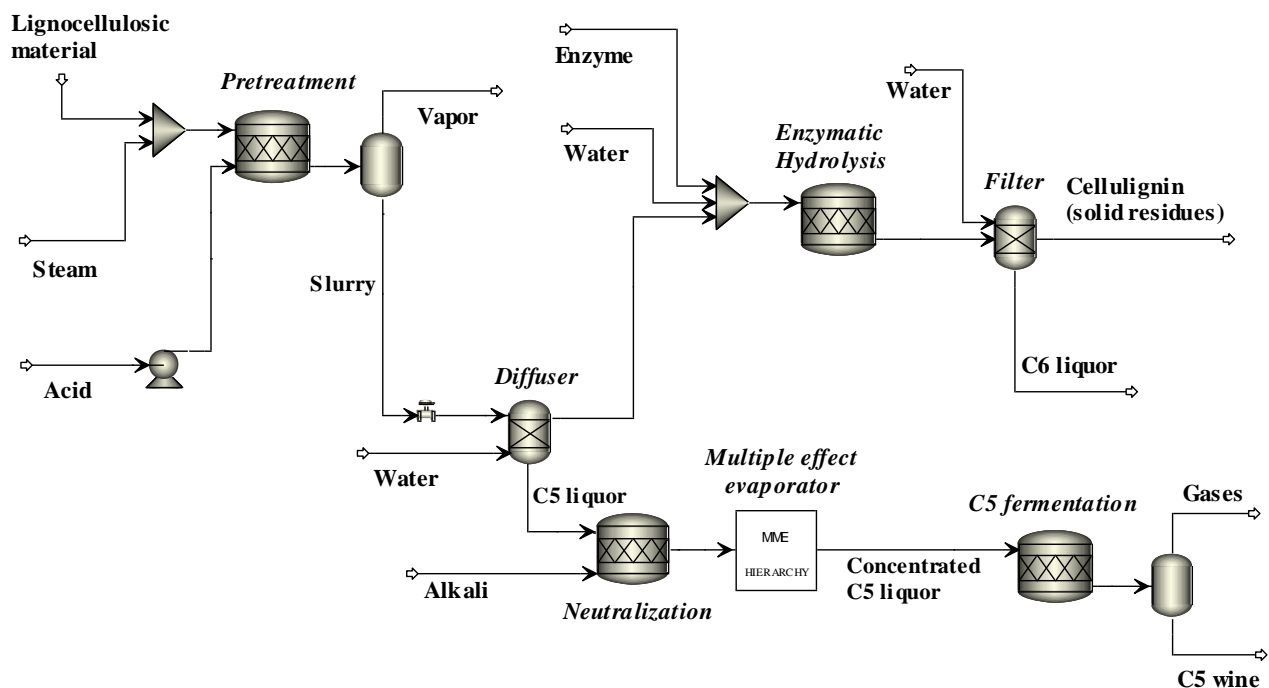 Lignocellulosic
material
Pretreatment
Vapor
Steam
Acid
Slurry
Enzyme
Water
Enzymatic
Hydrolysis
Water
Filter
Cellulignin
(solid residues)
C6 liquor
Diffuser
Water
C5 liquor
Alkali
Neutralization
Multiple effect
evaporator
MME
HIERARCHY
Concentrated
C5 liquor
C5 fermentation
Gases
C5 wine